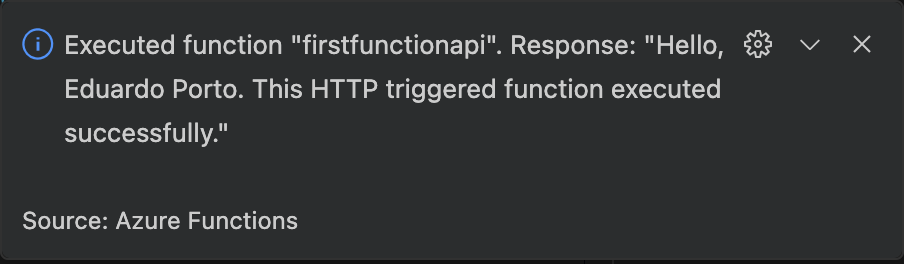 Executed function "firstfunctionapi". Response: "Hello,
Eduardo Porto. This HTTP triggered function executed
successfully."
Source: Azure Functions